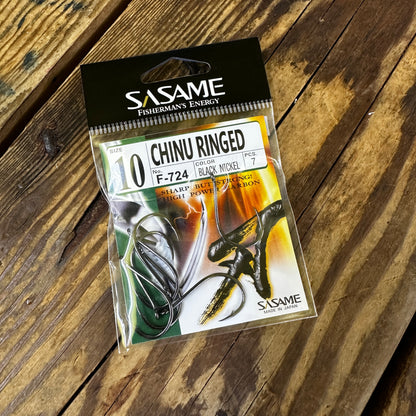 SASAME
FISHERMAN'S ENERGY
SIZE
10
CHINU RINGED
No.
F-724
COLOR
BLACK NICKEL
PCS.
7
SHARP BUT STRONG!
HIGH POWER CARBON
SASAME
MADE IN JAPAN